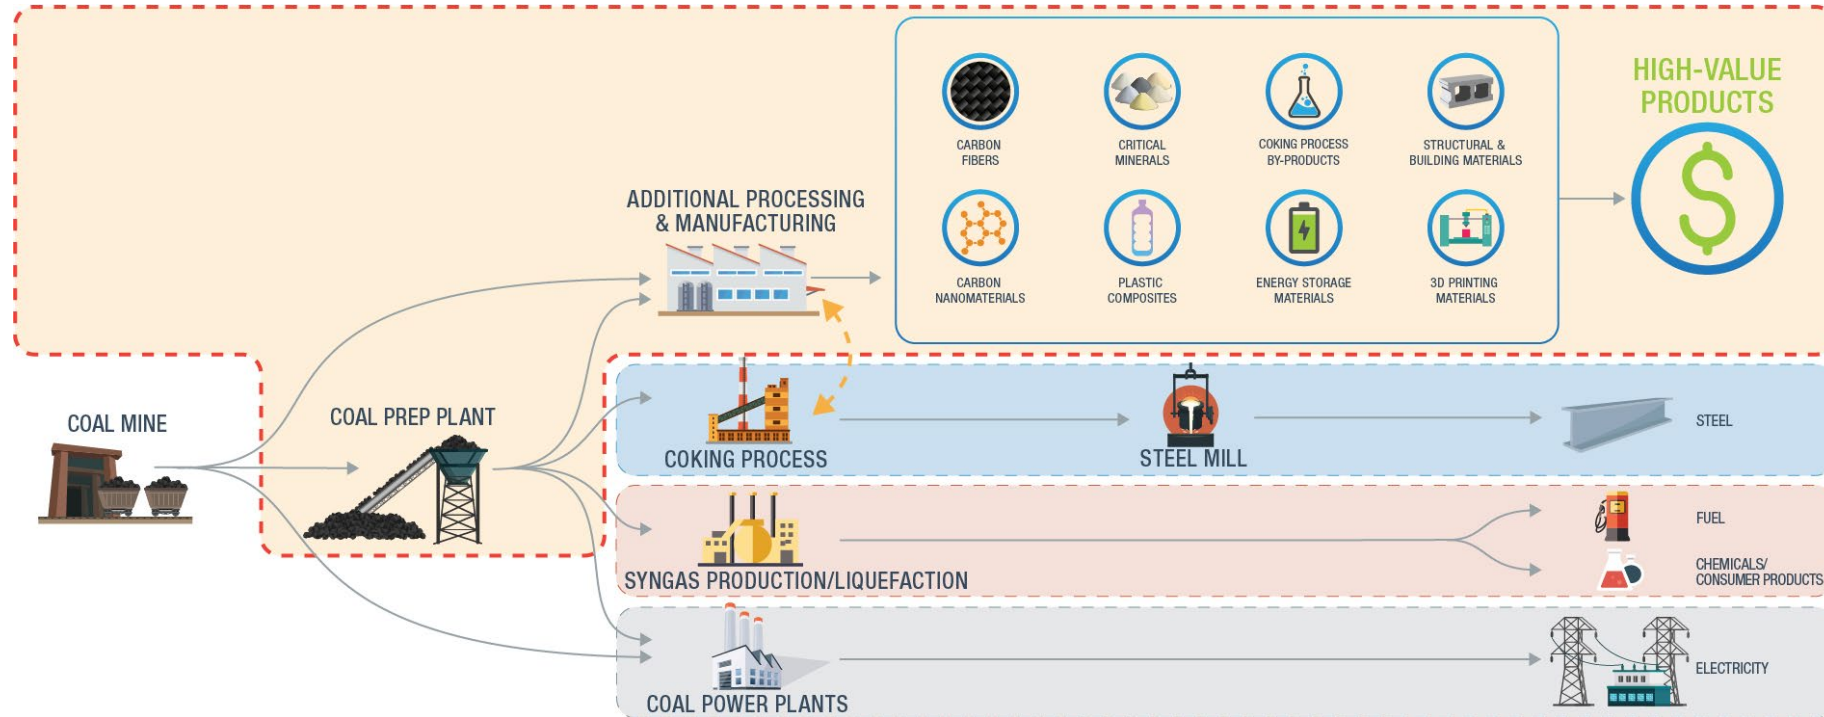 HIGH-VALUE
PRODUCTS
CARBON
FIBERS
CRITICAL
MINERALS
COKING PROCESS
BY-PRODUCTS
STRUCTURAL &
BUILDING MATERIALS
CARBON
NANOMATERIALS
PLASTIC
COMPOSITES
ENERGY STORAGE
MATERIALS
3D PRINTING
MATERIALS
ADDITIONAL PROCESSING
& MANUFACTURING
COAL MINE
COAL PREP PLANT
COKING PROCESS
STEEL MILL
STEEL
SYNGAS PRODUCTION/LIQUEFACTION
FUEL
CHEMICALS/
CONSUMER PRODUCTS
COAL POWER PLANTS
ELECTRICITY